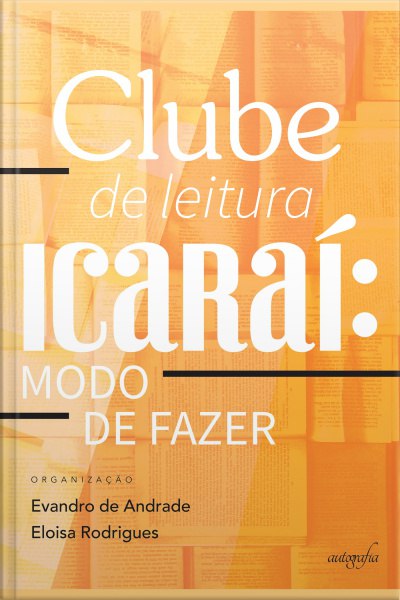 Clube
de leitura
ICARAÍ:
MODO
DE FAZER
ORGANIZAÇÃO
Evandro de Andrade
Eloisa Rodrigues
autografia